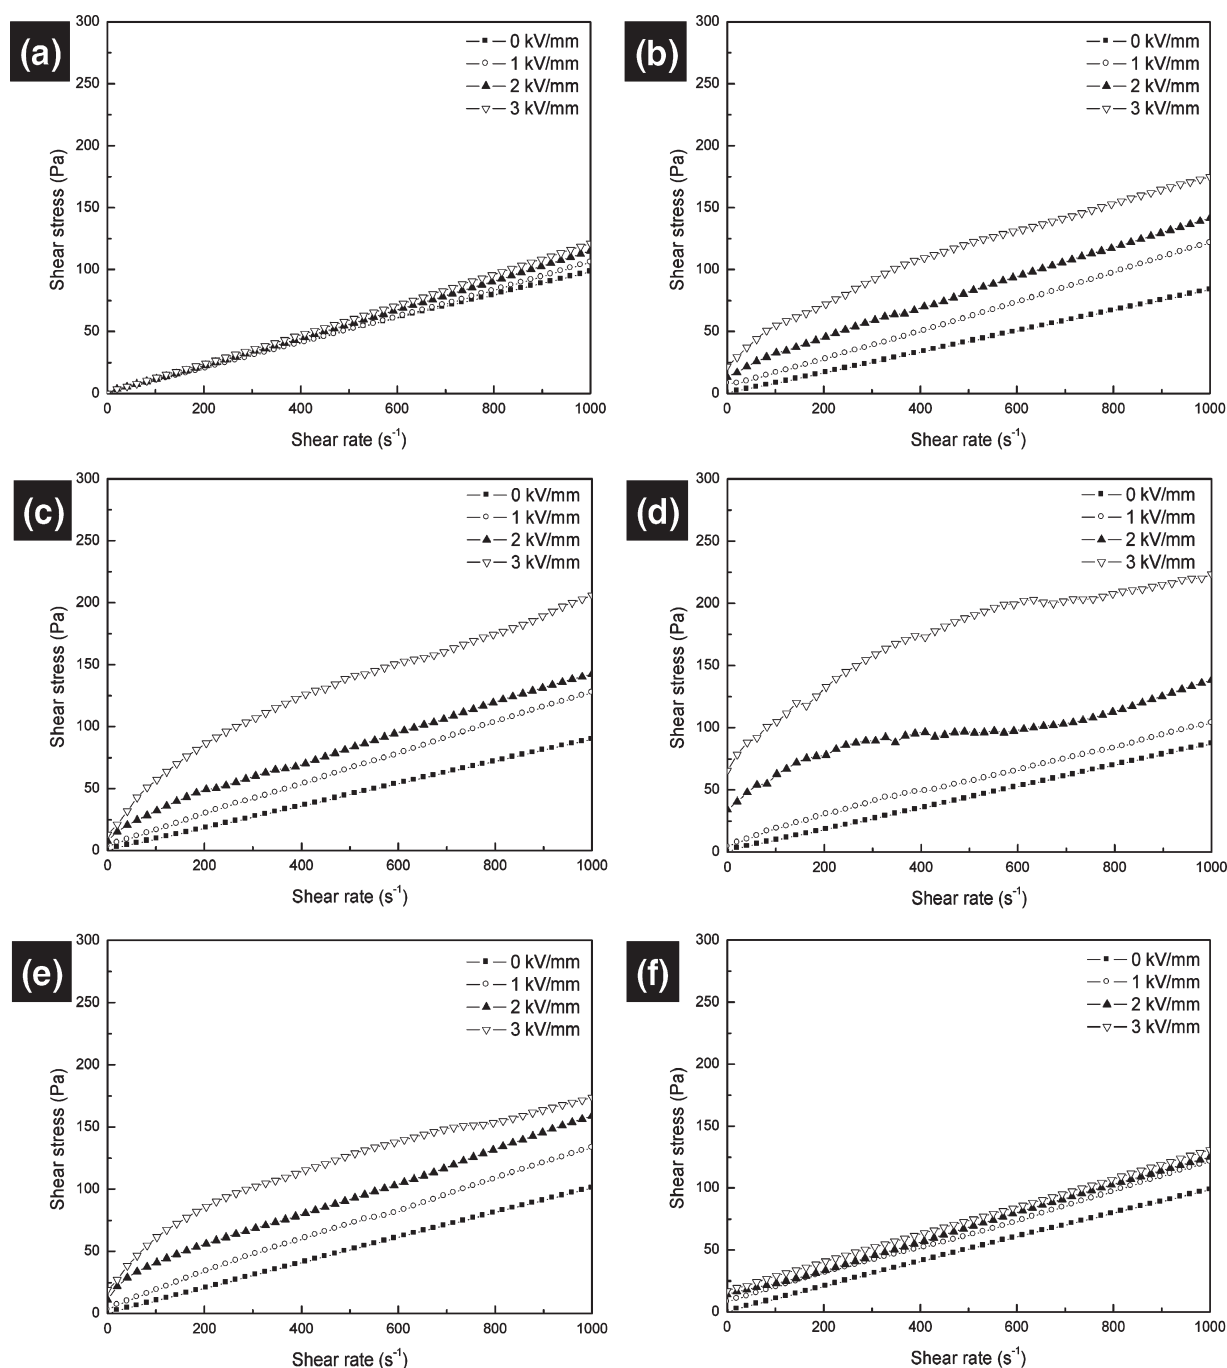 (a)
300
250
200
150
100
50
0
Shear stress (Pa)
0 kV/mm
1 kV/mm
2 kV/mm
3 kV/mm
0 200 400 600 800 1000
Shear rate (s⁻¹)
(b)
300
250
200
150
100
50
0
Shear stress (Pa)
0 kV/mm
1 kV/mm
2 kV/mm
3 kV/mm
0 200 400 600 800 1000
Shear rate (s⁻¹)
(c)
300
250
200
150
100
50
0
Shear stress (Pa)
0 kV/mm
1 kV/mm
2 kV/mm
3 kV/mm
0 200 400 600 800 1000
Shear rate (s⁻¹)
(d)
300
250
200
150
100
50
0
Shear stress (Pa)
0 kV/mm
1 kV/mm
2 kV/mm
3 kV/mm
0 200 400 600 800 1000
Shear rate (s⁻¹)
(e)
300
250
200
150
100
50
0
Shear stress (Pa)
0 kV/mm
1 kV/mm
2 kV/mm
3 kV/mm
0 200 400 600 800 1000
Shear rate (s⁻¹)
(f)
300
250
200
150
100
50
0
Shear stress (Pa)
0 kV/mm
1 kV/mm
2 kV/mm
3 kV/mm
0 200 400 600 800 1000
Shear rate (s⁻¹)